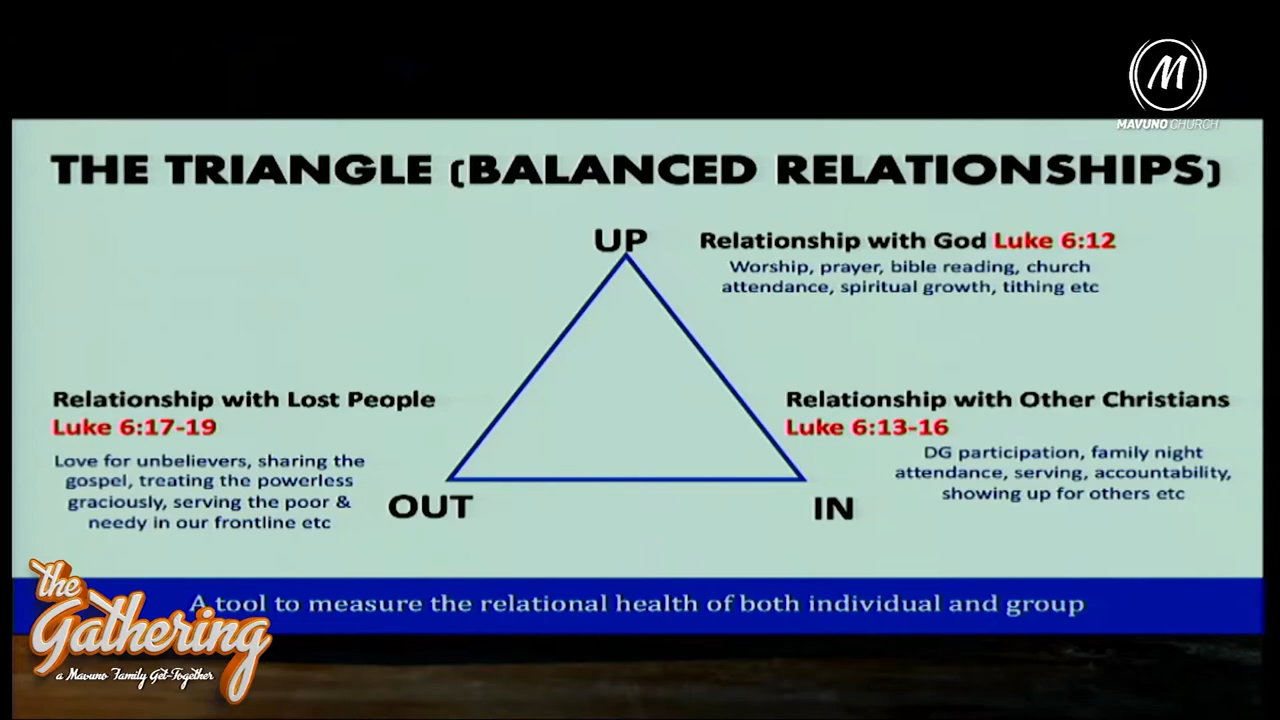 M
MAVUNO CHURCH
THE TRIANGLE (BALANCED RELATIONSHIPS)
UP
Relationship with God Luke 6:12
Worship, prayer, bible reading, church
attendance, spiritual growth, tithing etc
Relationship with Lost People
Luke 6:17-19
Love for unbelievers, sharing the
gospel, treating the powerless
graciously, serving the poor &
needy in our frontline etc
OUT
Relationship with Other Christians
Luke 6:13-16
DG participation, family night
attendance, serving, accountability,
showing up for others etc
IN
A tool to measure the relational health of both individual and group
the
Gathering
a Mavuno Family Get-Together